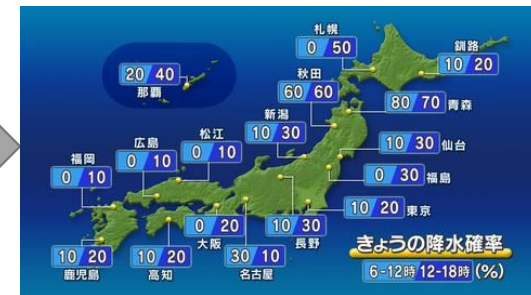 札幌
0/50
釧路
10/20
20/40
那覇
秋田
60/60
80/70 青森
新潟
10/30
10/30 仙台
松江
0/10
広島
0/10
福岡
0/10
0/30 福島
10/20 東京
10/20
鹿児島
10/20
高知
0/20
大阪
30/10
名古屋
10/30
長野
きょうの降水確率
6-12時/12-18時(%)